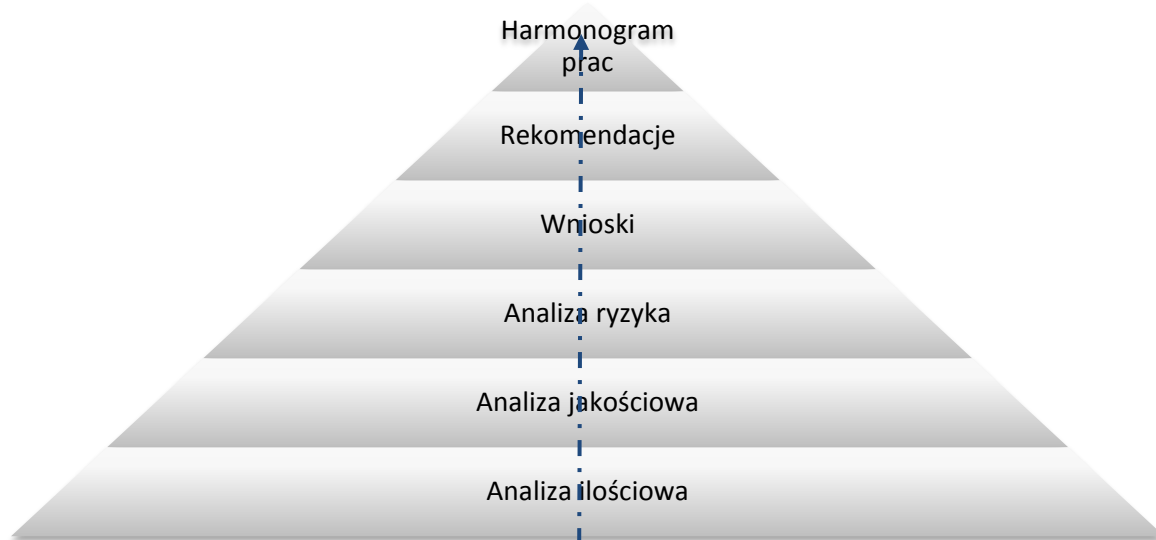 Harmonogram
prac
Rekomendacje
Wnioski
Analiza ryzyka
Analiza jakościowa
Analiza ilościowa